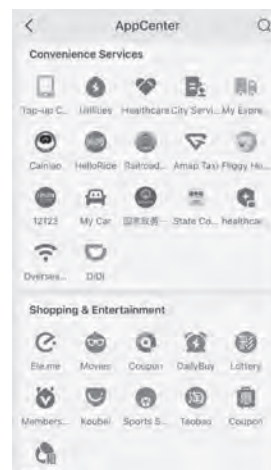 AppCenter
Convenience Services
Top-up C... Utilities Healthcare City Servi... My Expre...
Cainiao HelloRide Railroad... Amap Taxi Fliggy Ho...
12123 My Car 国家政务... State Co... healthcar...
Oversea... DiDi
Shopping & Entertainment
Ele.me Movies Coupon DailyBuy Lottery
Members... Koubei Sports S... Taobao Coupon